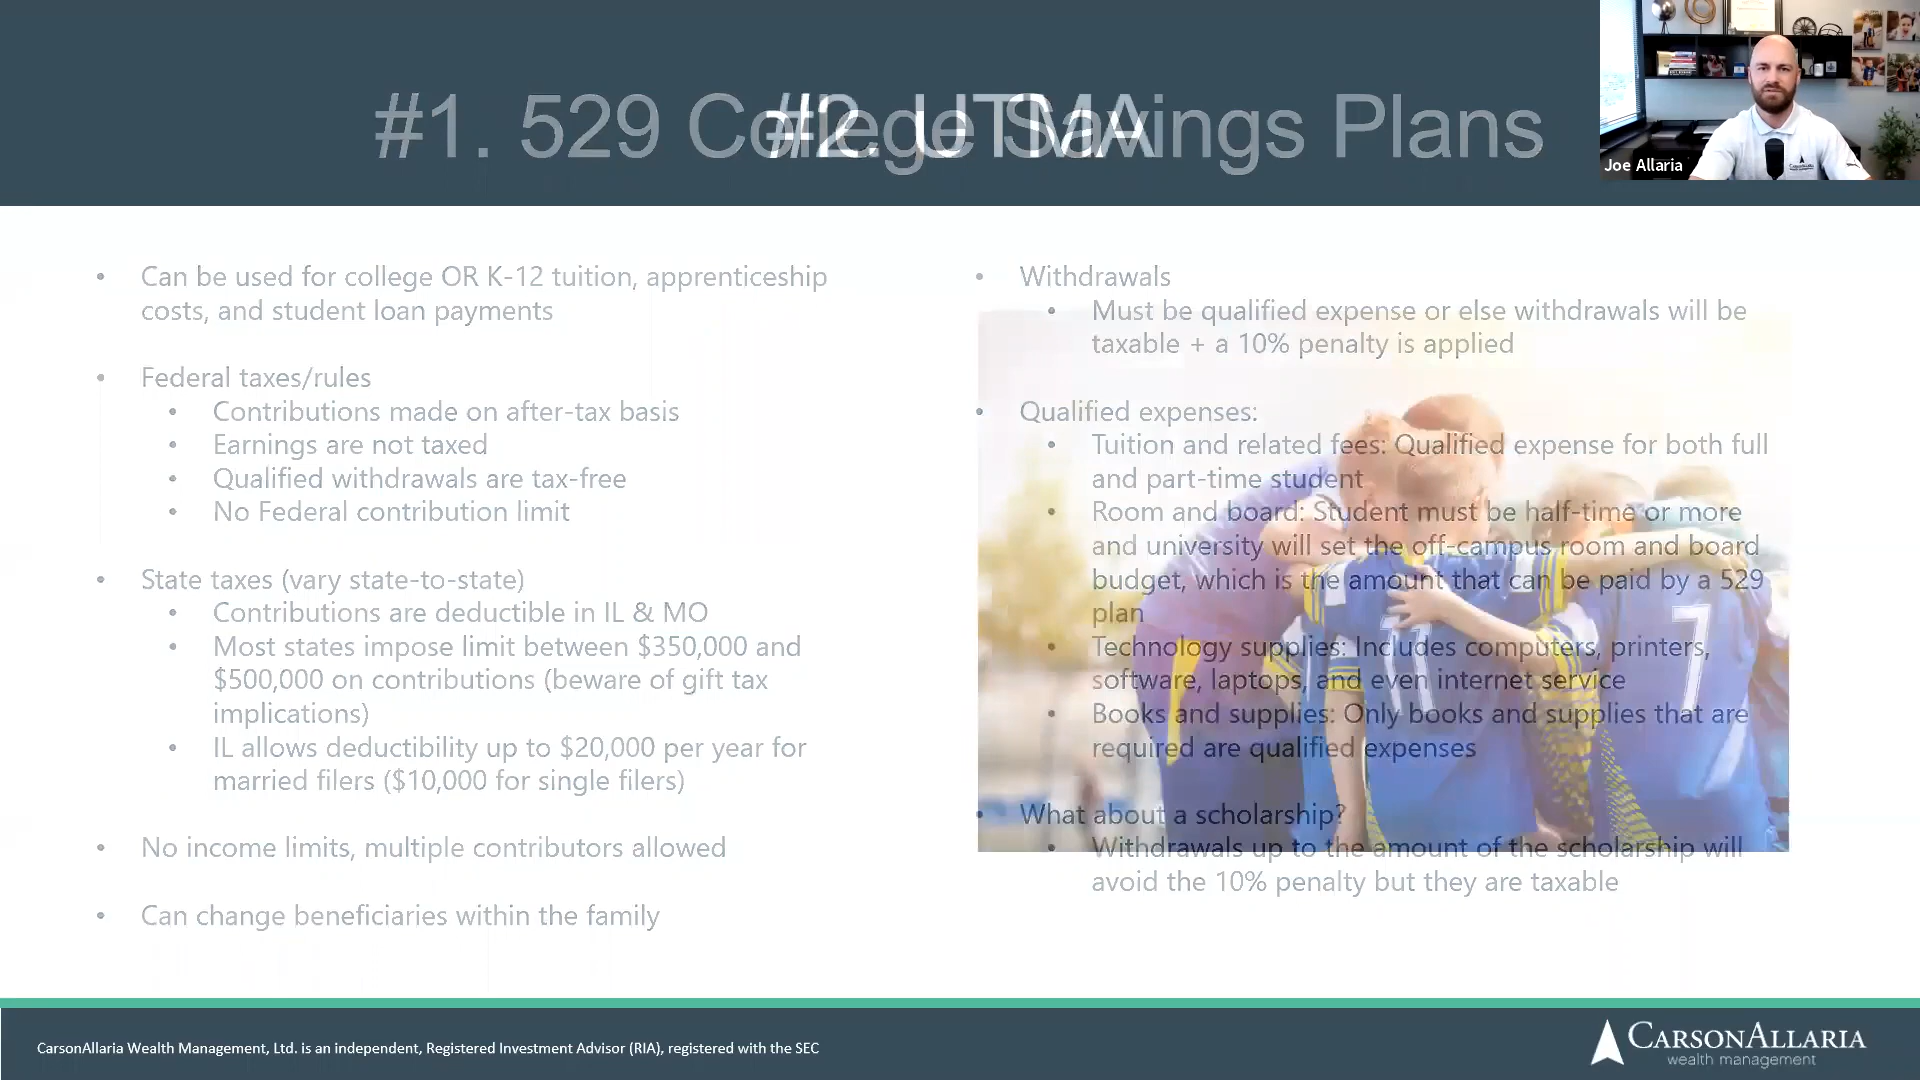 #1. 529 College Savings Plans
#2. UTMA
Joe Allaria
• Can be used for college OR K-12 tuition, apprenticeship
costs, and student loan payments
• Federal taxes/rules
• Contributions made on after-tax basis
• Earnings are not taxed
• Qualified withdrawals are tax-free
• No Federal contribution limit
• State taxes (vary state-to-state)
• Contributions are deductible in IL & MO
• Most states impose limit between $350,000 and
$500,000 on contributions (beware of gift tax
implications)
• IL allows deductibility up to $20,000 per year for
married filers ($10,000 for single filers)
• No income limits, multiple contributors allowed
• Can change beneficiaries within the family
• Withdrawals
• Must be qualified expense or else withdrawals will be
taxable + a 10% penalty is applied
• Qualified expenses:
• Tuition and related fees: Qualified expense for both full
and part-time student
• Room and board: Student must be half-time or more
and university will set the off-campus room and board
budget, which is the amount that can be paid by a 529
plan
• Technology supplies: Includes computers, printers,
software, laptops, and even internet service
• Books and supplies: Only books and supplies that are
required are qualified expenses
• What about a scholarship?
• Withdrawals up to the amount of the scholarship will
avoid the 10% penalty but they are taxable
11
7
CarsonAllaria Wealth Management, Ltd. is an independent, Registered Investment Advisor (RIA), registered with the SEC
CARSONALLARIA
wealth management